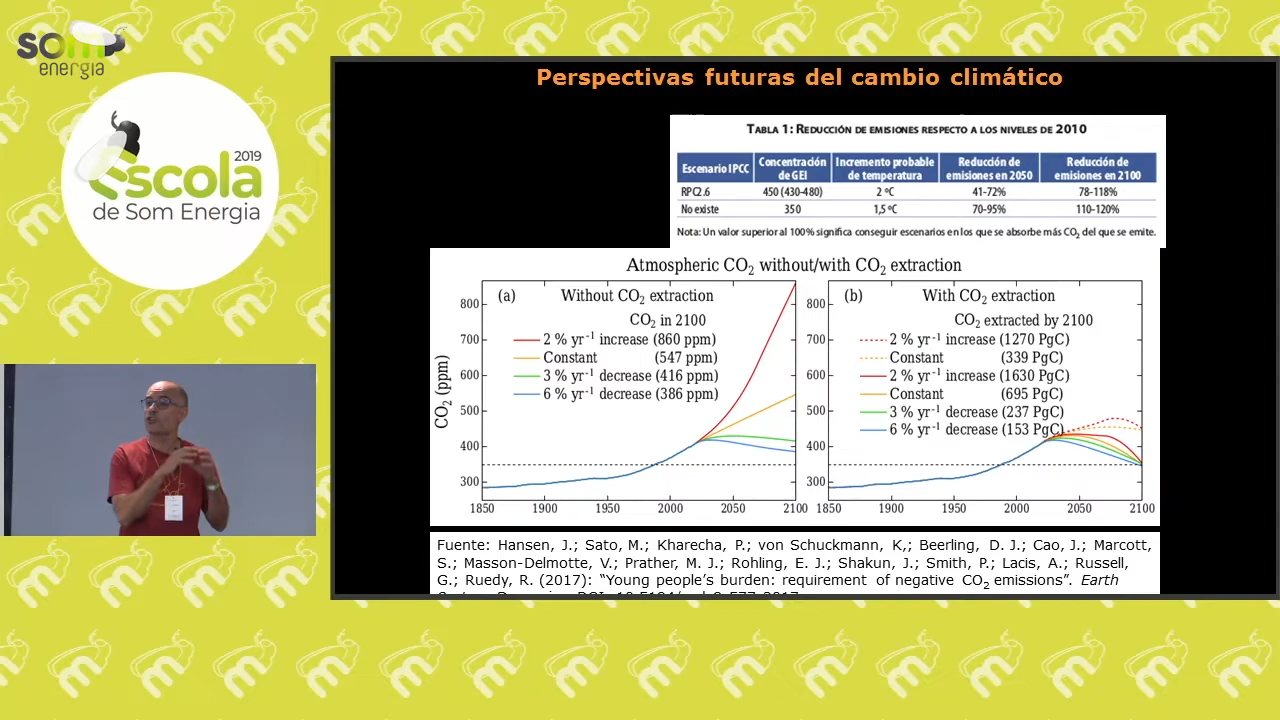 som
energia
2019
Escola
de Som Energia
Perspectivas futuras del cambio climático
TABLA 1: REDUCCIÓN DE EMISIONES RESPECTO A LOS NIVELES DE 2010
Escenario IPCC Concentración de GEI Incremento probable de temperatura Reducción de emisiones en 2050 Reducción de emisiones en 2100
RPC2.6 450 (430-480) 2 ºC 41-72% 78-118%
No existe 350 1,5 ºC 70-95% 110-120%
Nota: Un valor superior al 100% significa conseguir escenarios en los que se absorbe más CO₂ del que se emite.
Atmospheric CO₂ without/with CO₂ extraction
(a) Without CO₂ extraction
CO₂ in 2100
2 % yr⁻¹ increase (860 ppm)
Constant (547 ppm)
3 % yr⁻¹ decrease (416 ppm)
6 % yr⁻¹ decrease (386 ppm)
CO₂ (ppm)
800
700
600
500
400
300
1850 1900 1950 2000 2050 2100
(b) With CO₂ extraction
CO₂ extracted by 2100
2 % yr⁻¹ increase (1270 PgC)
Constant (339 PgC)
2 % yr⁻¹ increase (1630 PgC)
Constant (695 PgC)
3 % yr⁻¹ decrease (237 PgC)
6 % yr⁻¹ decrease (153 PgC)
800
700
600
500
400
300
1850 1900 1950 2000 2050 2100
Fuente: Hansen, J.; Sato, M.; Kharecha, P.; von Schuckmann, K,; Beerling, D. J.; Cao, J.; Marcott,
S.; Masson-Delmotte, V.; Prather, M. J.; Rohling, E. J.; Shakun, J.; Smith, P.; Lacis, A.; Russell,
G.; Ruedy, R. (2017): “Young people’s burden: requirement of negative CO₂ emissions”. Earth